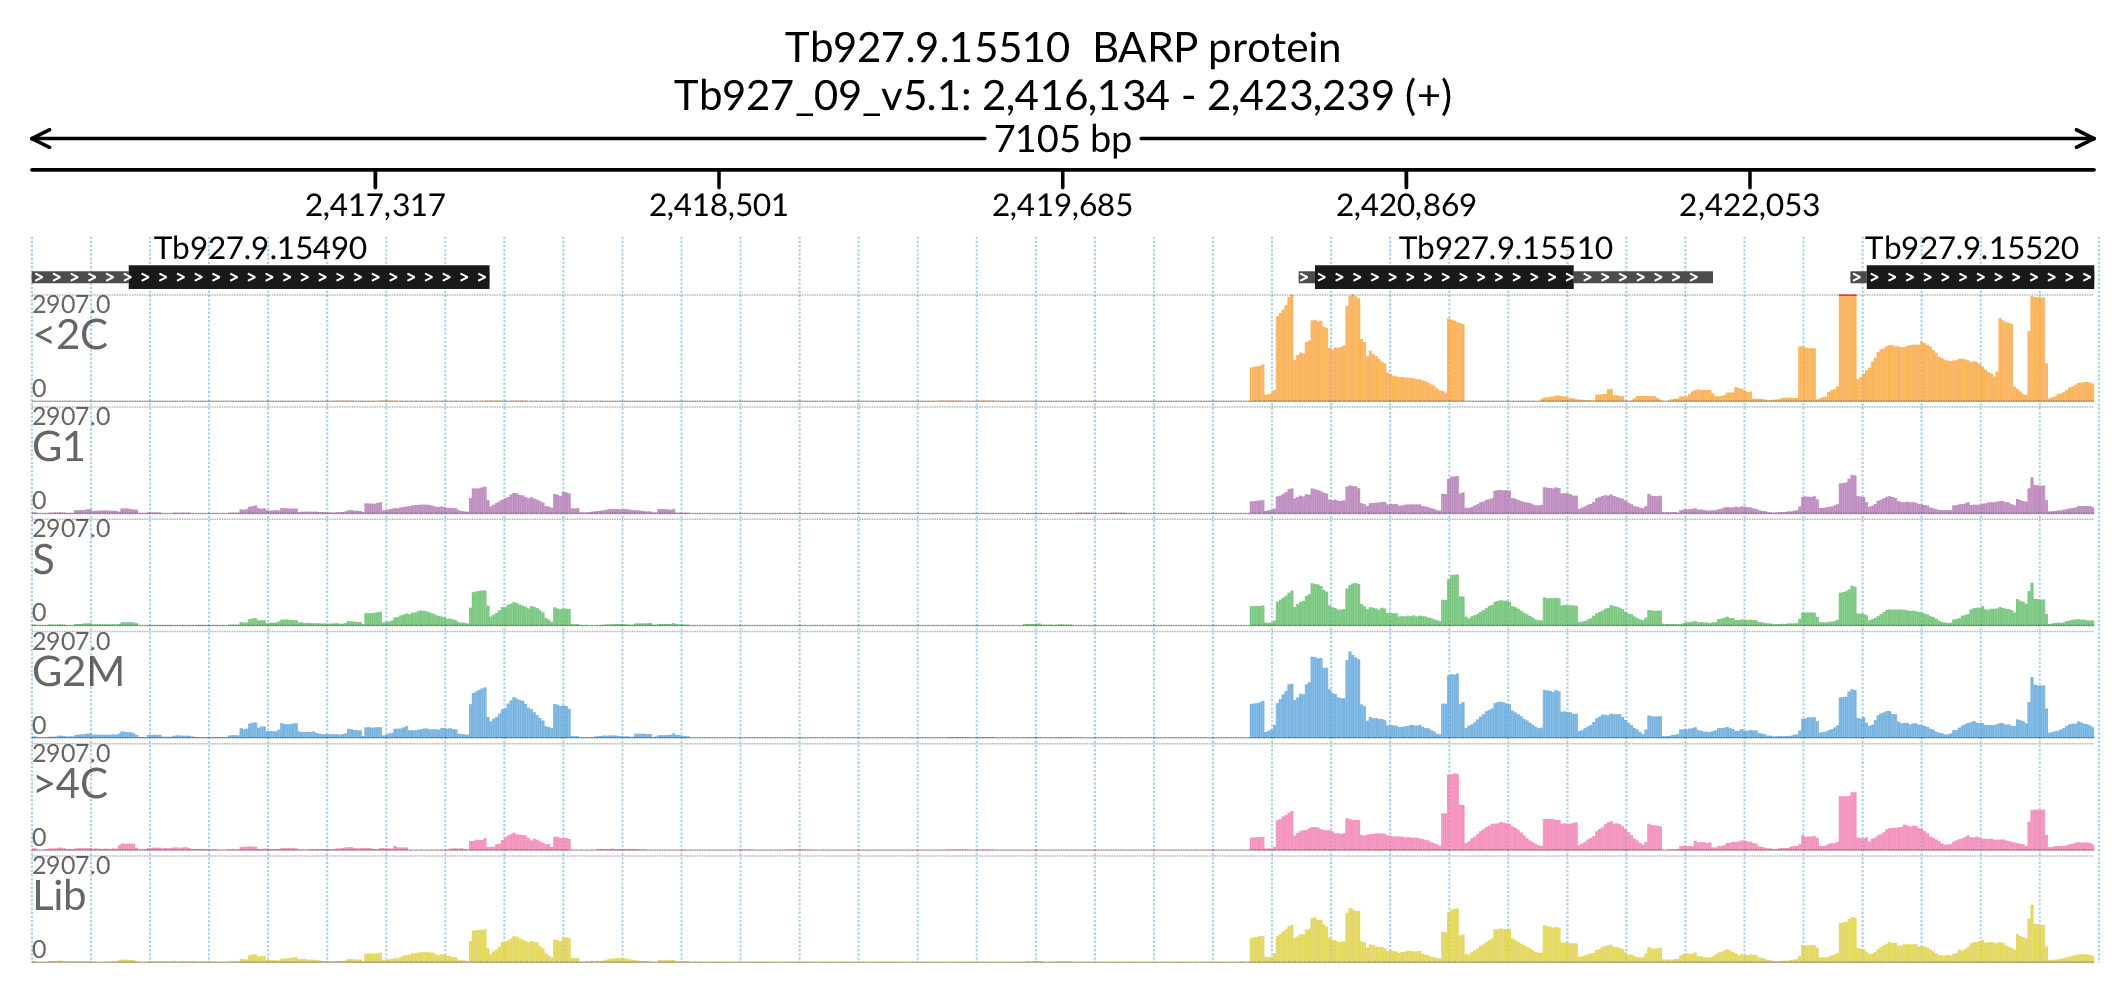 Tb927.9.15510  BARP protein
Tb927_09_v5.1: 2,416,134 - 2,423,239 (+)
7105 bp
2,417,317 2,418,501 2,419,685 2,420,869 2,422,053
Tb927.9.15490 Tb927.9.15510 Tb927.9.15520
2907.0
<2C
0
2907.0
G1
0
2907.0
S
0
2907.0
G2M
0
2907.0
>4C
0
2907.0
Lib
0